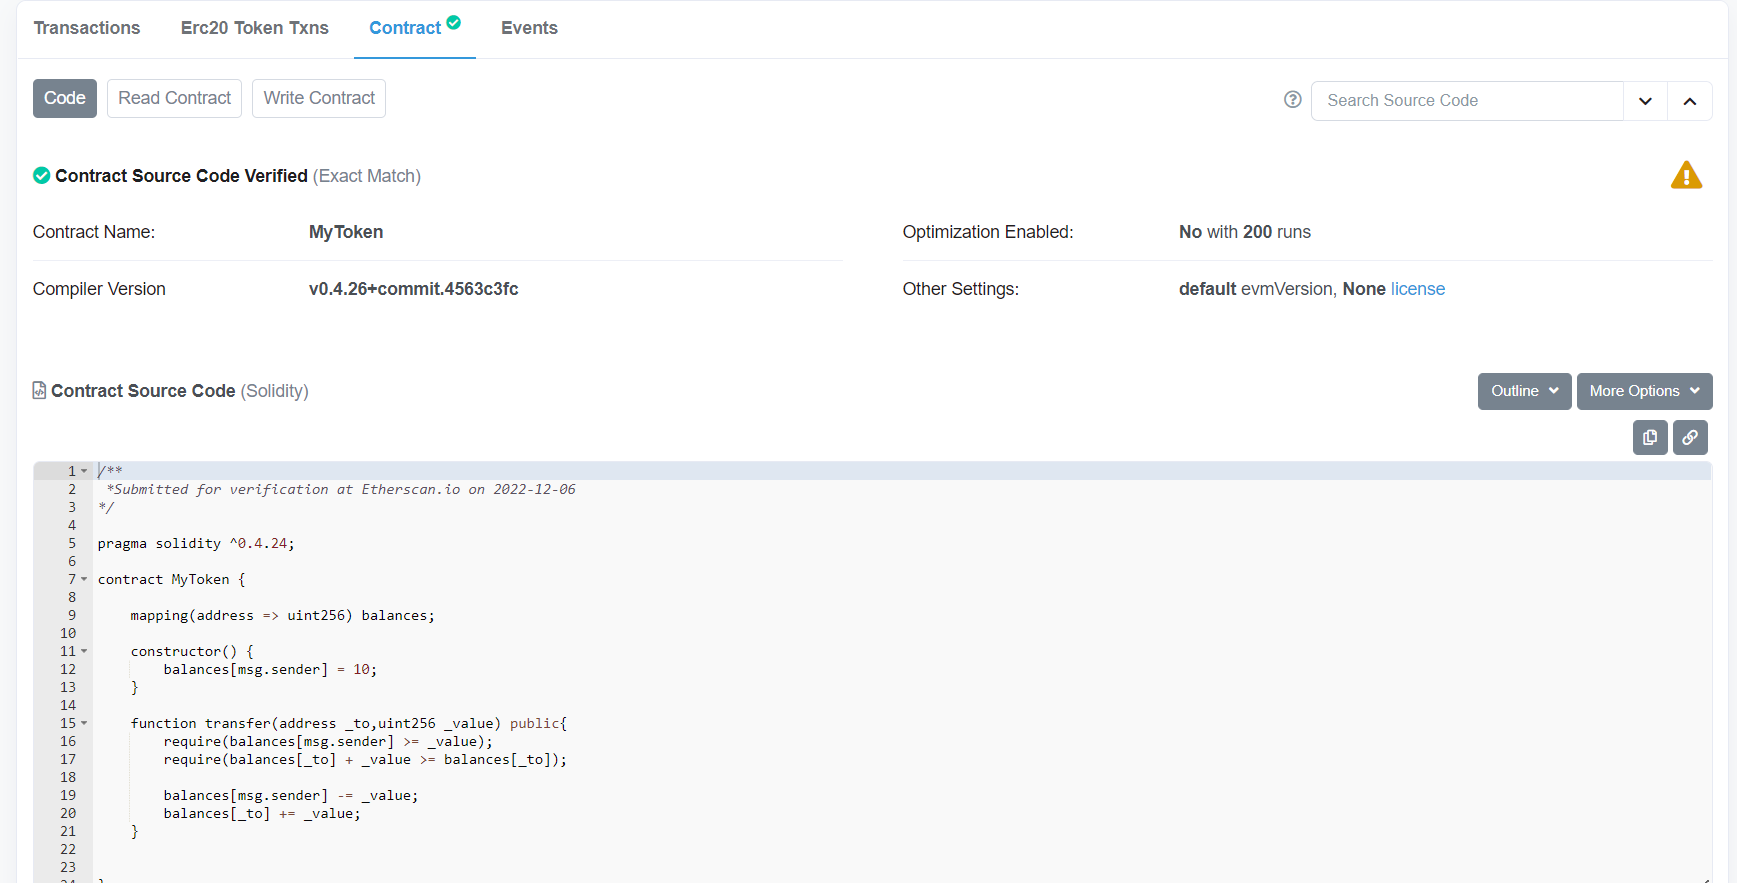 Transactions Erc20 Token Txns Contract Events
Code Read Contract Write Contract Search Source Code
Contract Source Code Verified (Exact Match)
Contract Name: MyToken Optimization Enabled: No with 200 runs
Compiler Version v0.4.26+commit.4563c3fc Other Settings: default evmVersion, None license
Contract Source Code (Solidity) Outline More Options
1 /**
2  *Submitted for verification at Etherscan.io on 2022-12-06
3 */
4
5 pragma solidity ^0.4.24;
6
7 contract MyToken {
8
9     mapping(address => uint256) balances;
10
11     constructor() {
12         balances[msg.sender] = 10;
13     }
14
15     function transfer(address _to,uint256 _value) public{
16         require(balances[msg.sender] >= _value);
17         require(balances[_to] + _value >= balances[_to]);
18
19         balances[msg.sender] -= _value;
20         balances[_to] += _value;
21     }
22
23
24 }